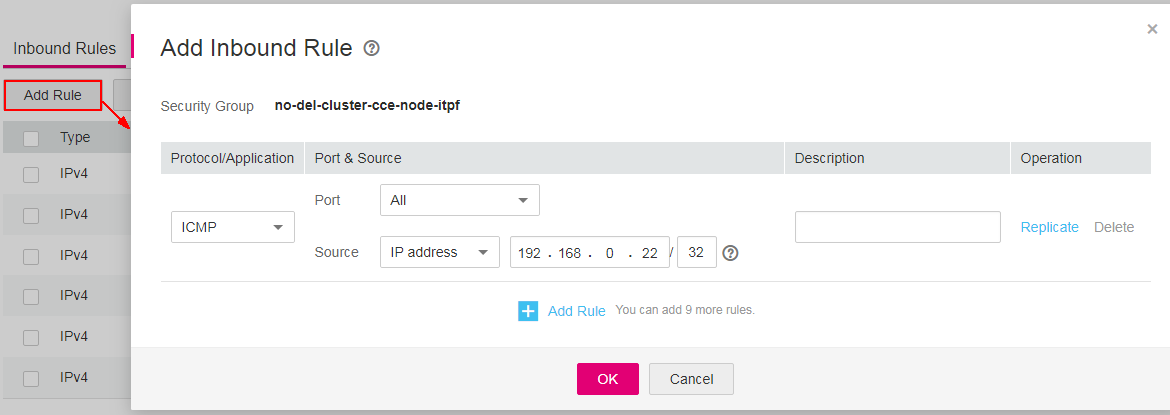 Inbound Rules
Add Rule
Type
IPv4
IPv4
IPv4
IPv4
IPv4
IPv4
×
Add Inbound Rule ?
Security Group no-del-cluster-cce-node-itpf
Protocol/Application Port & Source Description Operation
Port All
ICMP Replicate Delete
Source IP address 192 . 168 . 0 . 22 / 32 ?
+ Add Rule You can add 9 more rules.
OK Cancel